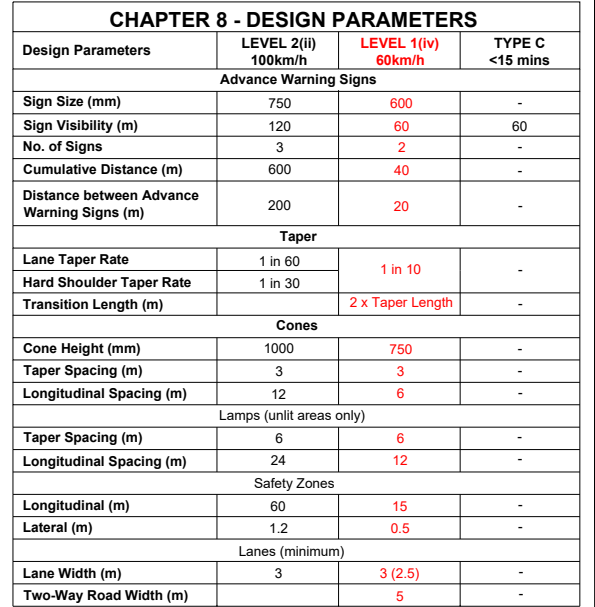 CHAPTER 8 - DESIGN PARAMETERS
Design Parameters LEVEL 2(ii) 100km/h LEVEL 1(iv) 60km/h TYPE C <15 mins
Advance Warning Signs
Sign Size (mm) 750 600 -
Sign Visibility (m) 120 60 60
No. of Signs 3 2 -
Cumulative Distance (m) 600 40 -
Distance between Advance Warning Signs (m) 200 20 -
Taper
Lane Taper Rate 1 in 60 1 in 10 -
Hard Shoulder Taper Rate 1 in 30
Transition Length (m) 2 x Taper Length -
Cones
Cone Height (mm) 1000 750 -
Taper Spacing (m) 3 3 -
Longitudinal Spacing (m) 12 6 -
Lamps (unlit areas only)
Taper Spacing (m) 6 6 -
Longitudinal Spacing (m) 24 12 -
Safety Zones
Longitudinal (m) 60 15 -
Lateral (m) 1.2 0.5 -
Lanes (minimum)
Lane Width (m) 3 3 (2.5) -
Two-Way Road Width (m) 5 -